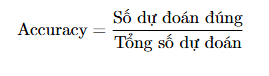 Accuracy = Số dự đoán đúng / Tổng số dự đoán